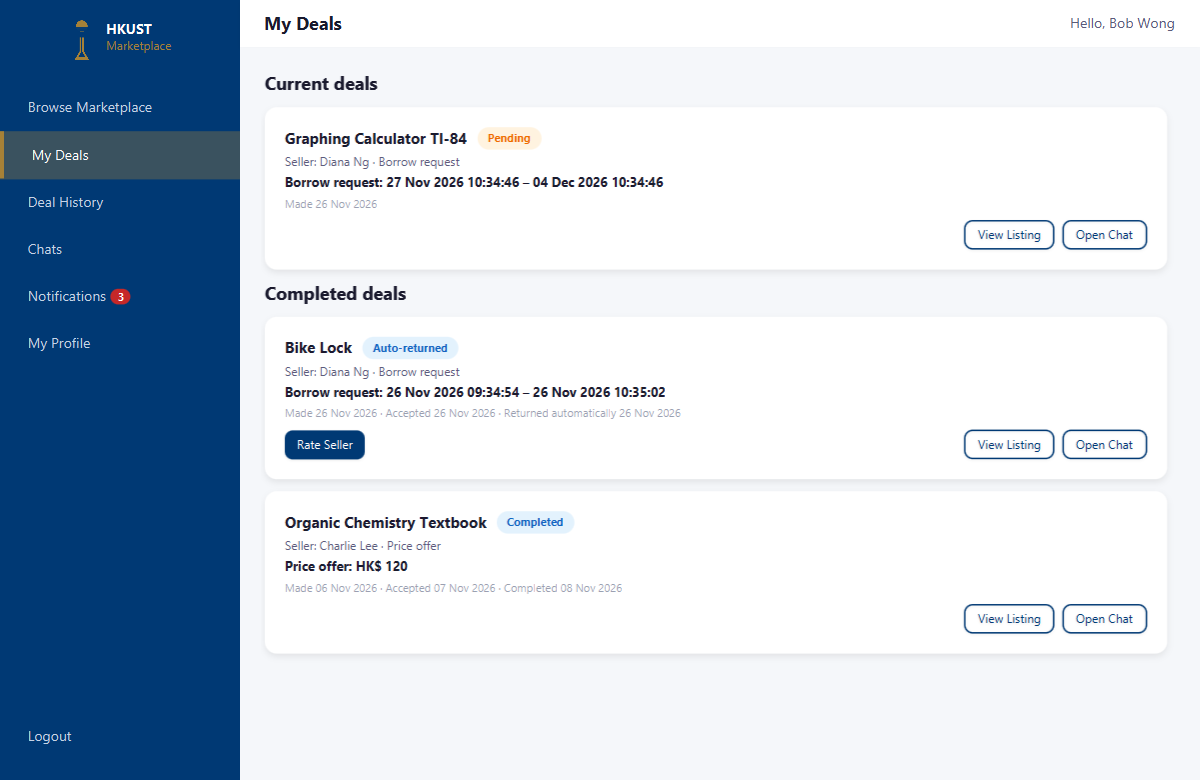 HKUST
Marketplace
Browse Marketplace
My Deals
Deal History
Chats
Notifications 3
My Profile
Logout
My Deals
Hello, Bob Wong
Current deals
Graphing Calculator TI-84 Pending
Seller: Diana Ng · Borrow request
Borrow request: 27 Nov 2026 10:34:46 – 04 Dec 2026 10:34:46
Made 26 Nov 2026
View Listing Open Chat
Completed deals
Bike Lock Auto-returned
Seller: Diana Ng · Borrow request
Borrow request: 26 Nov 2026 09:34:54 – 26 Nov 2026 10:35:02
Made 26 Nov 2026 · Accepted 26 Nov 2026 · Returned automatically 26 Nov 2026
Rate Seller View Listing Open Chat
Organic Chemistry Textbook Completed
Seller: Charlie Lee · Price offer
Price offer: HK$ 120
Made 06 Nov 2026 · Accepted 07 Nov 2026 · Completed 08 Nov 2026
View Listing Open Chat